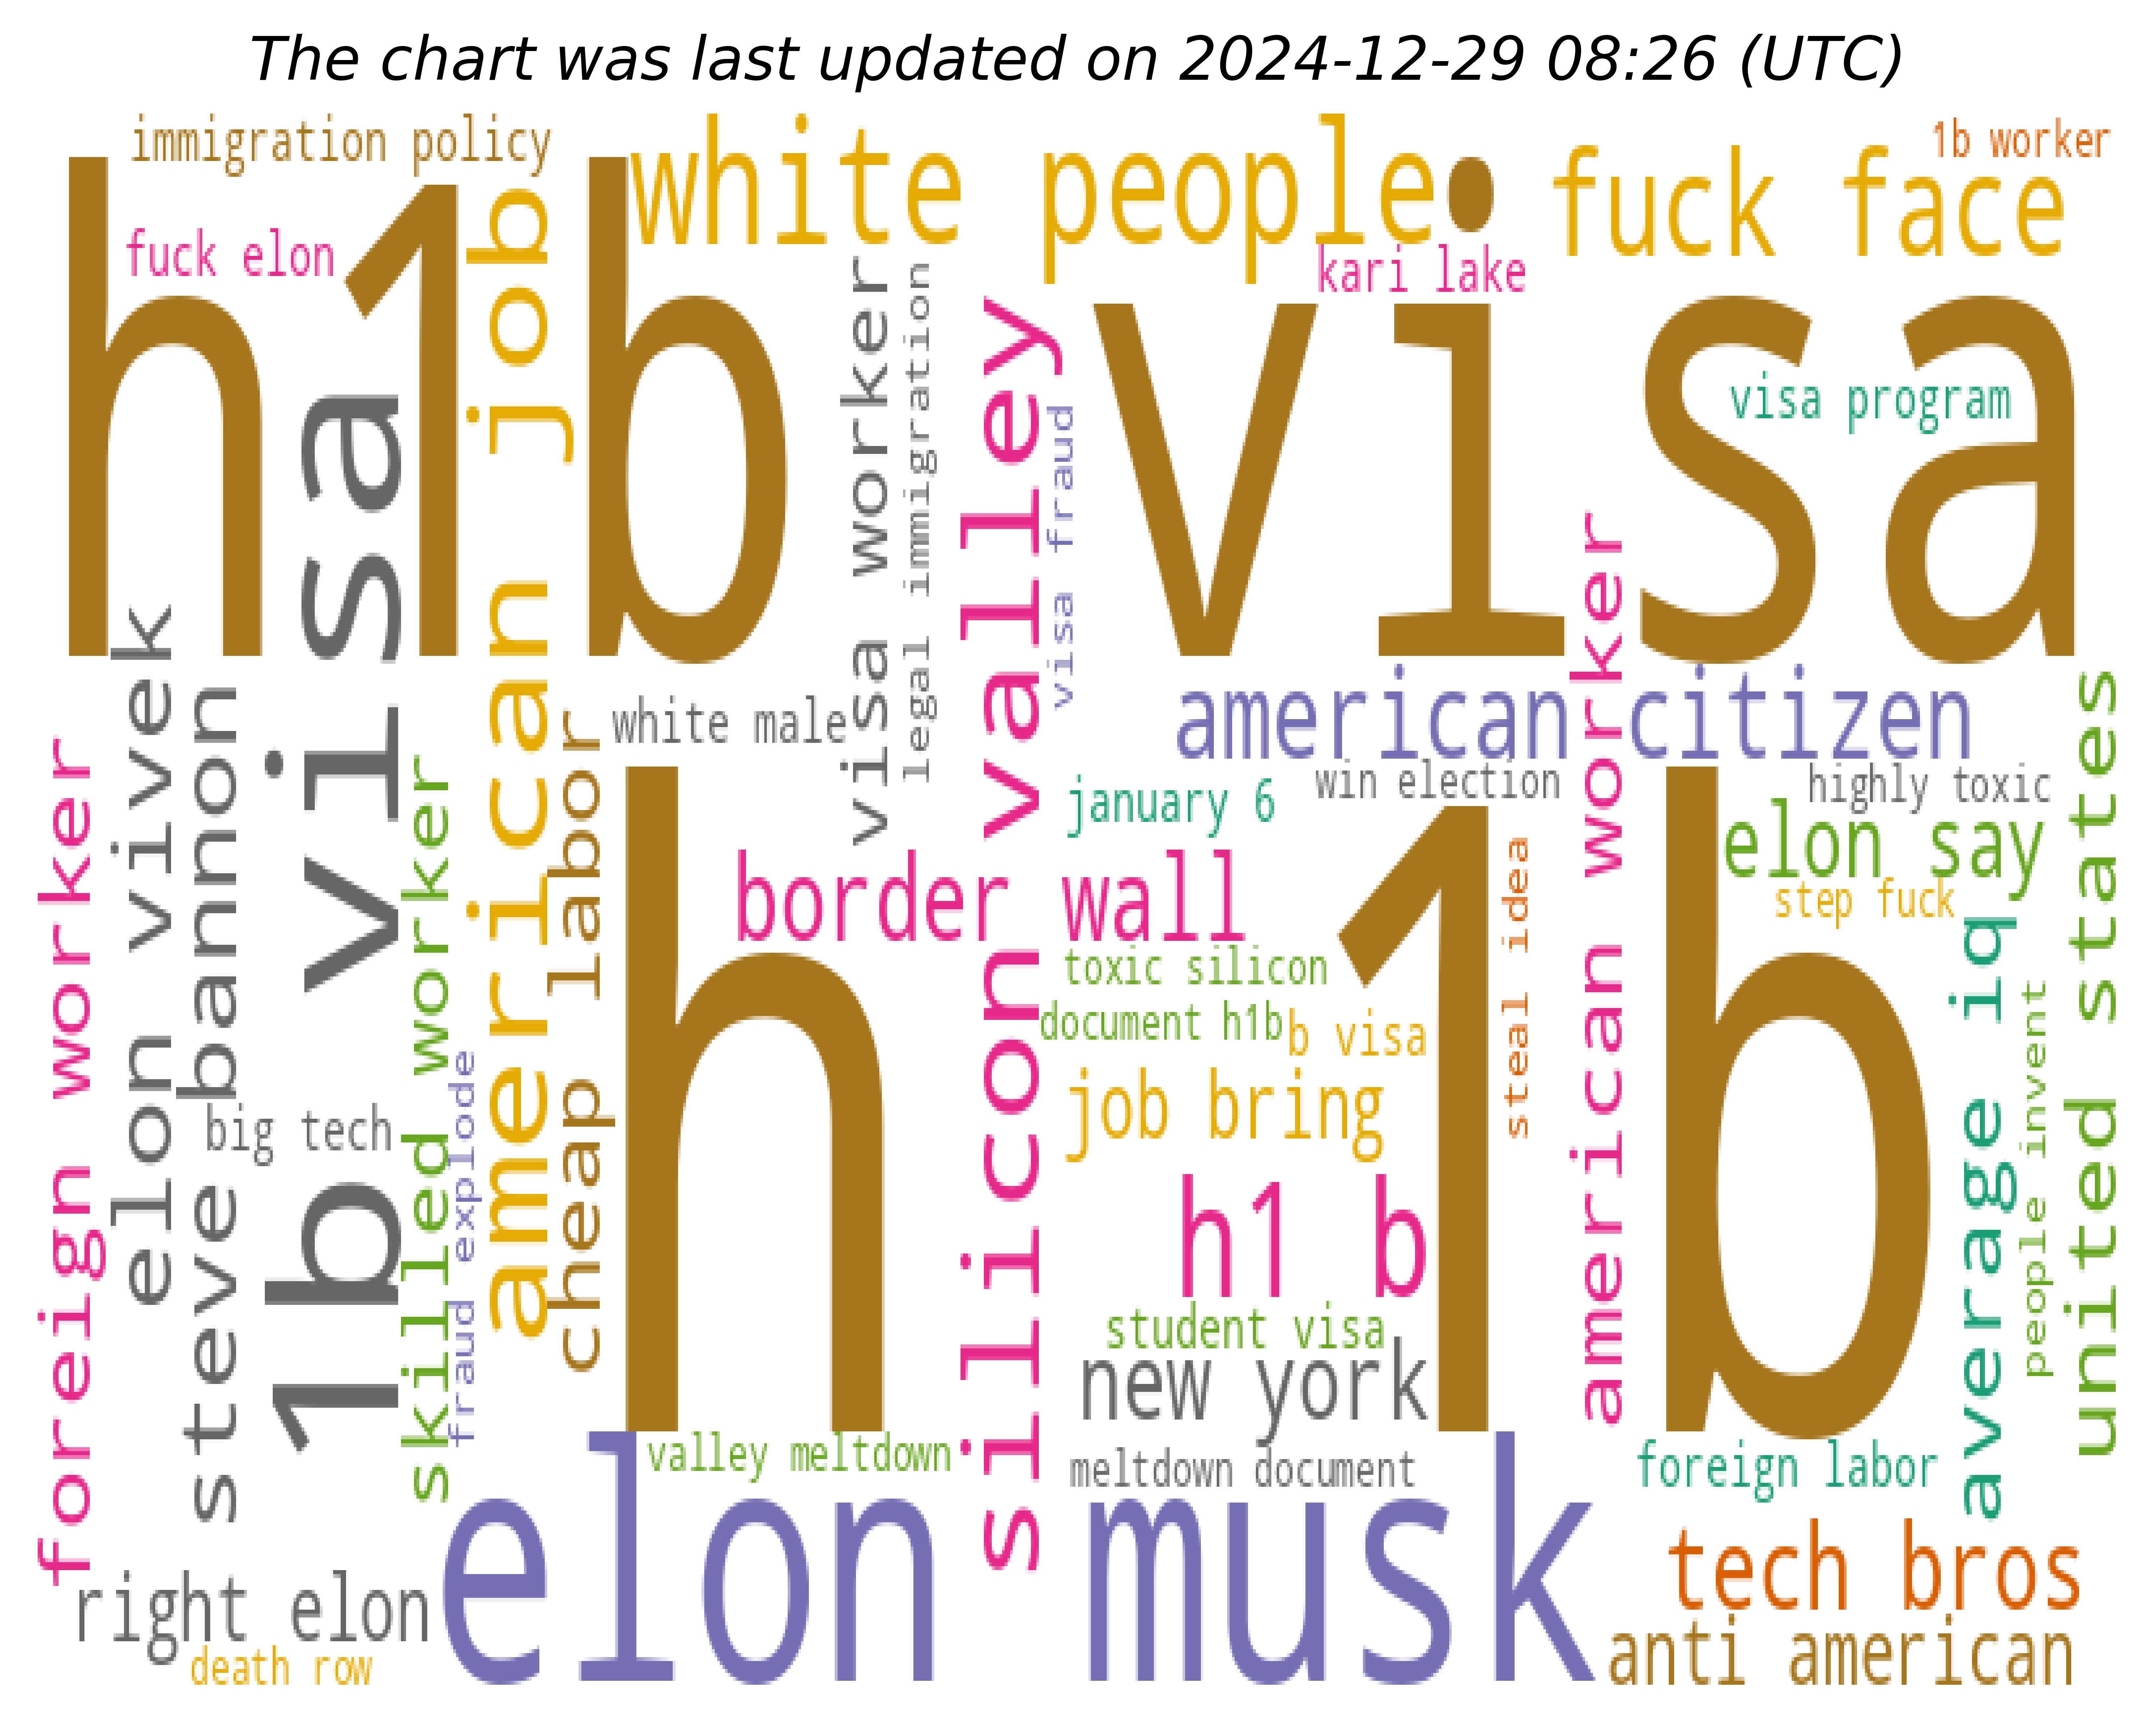 The chart was last updated on 2024-12-29 08:26 (UTC)
immigration policy
white people
fuck face
1b worker
fuck elon
kari lake
h1b visa
visa program
american job
visa worker
legal immigration
silicon valley
visa fraud
1b visa
elon vivek
steve bannon
foreign worker
skilled worker
cheap labor
white male
american citizen
american worker
united states
january 6
win election
highly toxic
elon say
step fuck
border wall
h 1b
toxic silicon
document h1b
b visa
steal idea
average iq
people invent
job bring
big tech
fraud explode
h1 b
student visa
new york
valley meltdown
meltdown document
foreign labor
elon musk
tech bros
right elon
anti american
death row